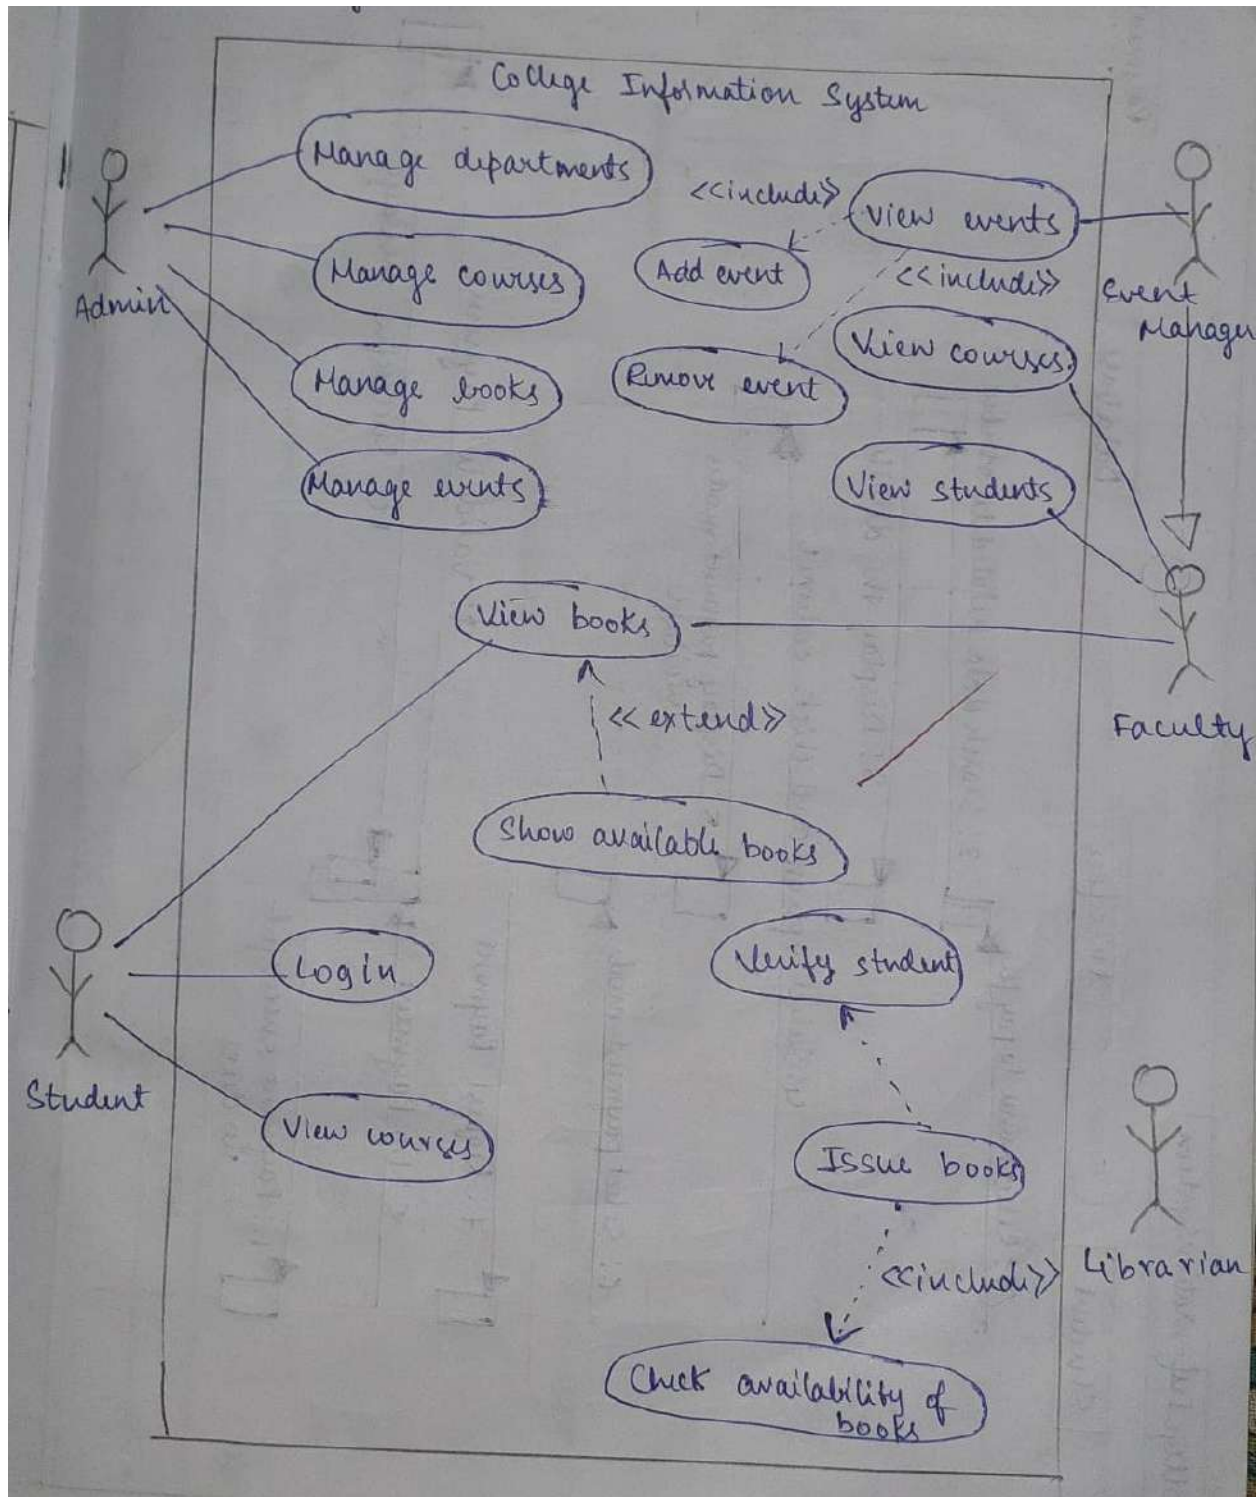 College Information System
Manage departments
<<include>>
View events
Add event
<<include>>
Manage courses
Admin
Event
Manager
View courses
Remove event
Manage books
Manage events
View students
View books
<<extend>>
Faculty
Show available books
Verify student
Login
Student
View courses
Issue books
<<include>>
Librarian
Check availability of
books